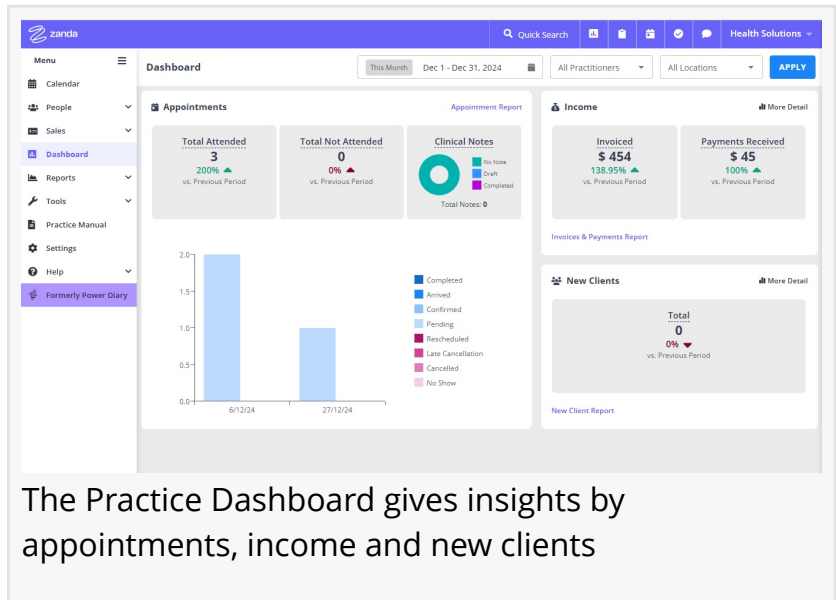 zanda
Quick Search
Health Solutions
Menu
Calendar
People
Sales
Dashboard
Reports
Tools
Practice Manual
Settings
Help
Formerly Power Diary
Dashboard
This Month Dec 1 - Dec 31, 2024
All Practitioners
All Locations
APPLY
Appointments
Appointment Report
Total Attended
3
200%
vs. Previous Period
Total Not Attended
0
0%
vs. Previous Period
Clinical Notes
No Note
Draft
Completed
Total Notes: 0
2.0
1.5
1.0
0.5
0.0
6/12/24
27/12/24
Completed
Arrived
Confirmed
Pending
Rescheduled
Late Cancellation
Cancelled
No Show
Income
More Detail
Invoiced
$ 454
138.95%
vs. Previous Period
Payments Received
$ 45
100%
vs. Previous Period
Invoices & Payments Report
New Clients
More Detail
Total
0
0%
vs. Previous Period
New Client Report
The Practice Dashboard gives insights by
appointments, income and new clients